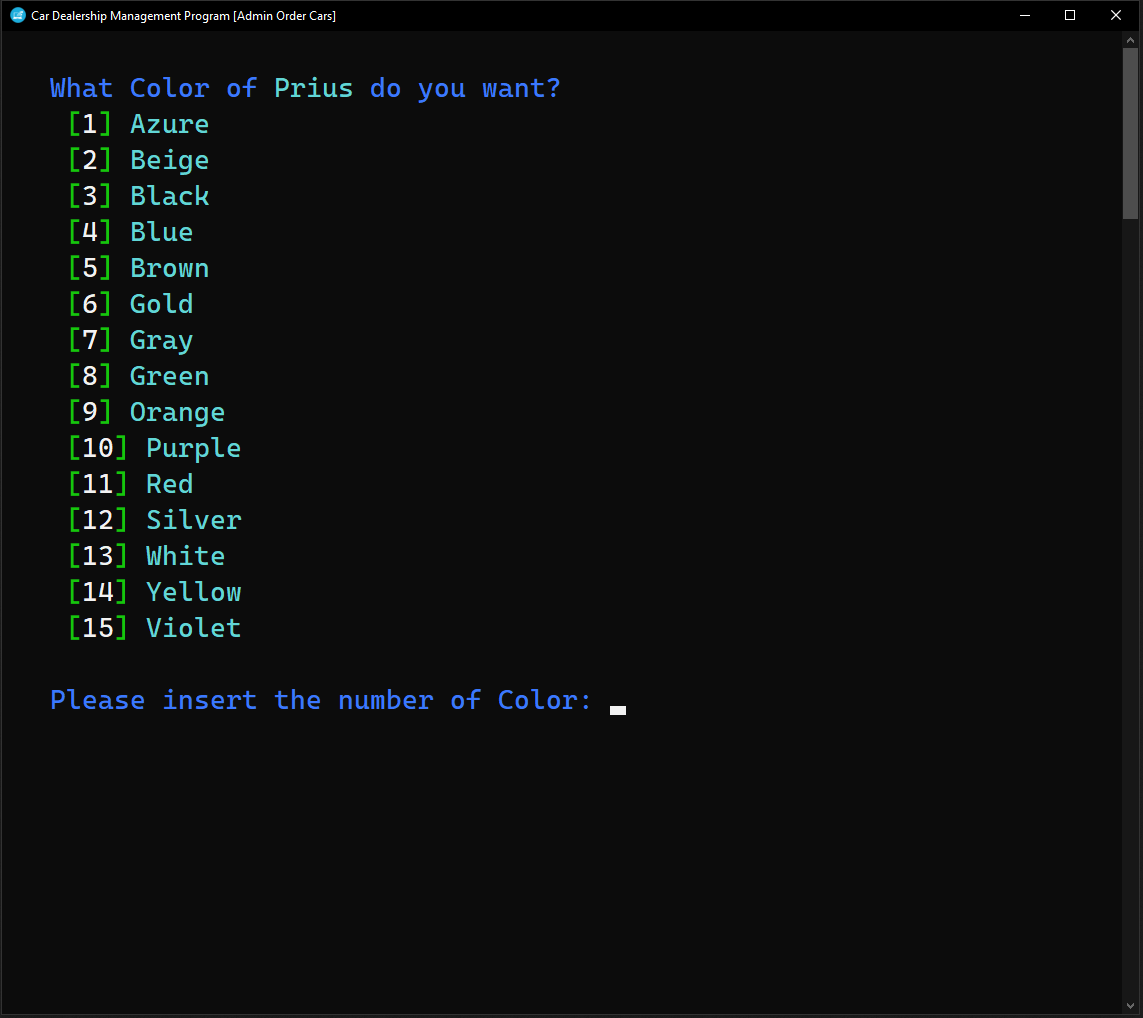 Car Dealership Management Program [Admin Order Cars]
What Color of Prius do you want?
[1] Azure
[2] Beige
[3] Black
[4] Blue
[5] Brown
[6] Gold
[7] Gray
[8] Green
[9] Orange
[10] Purple
[11] Red
[12] Silver
[13] White
[14] Yellow
[15] Violet
Please insert the number of Color: